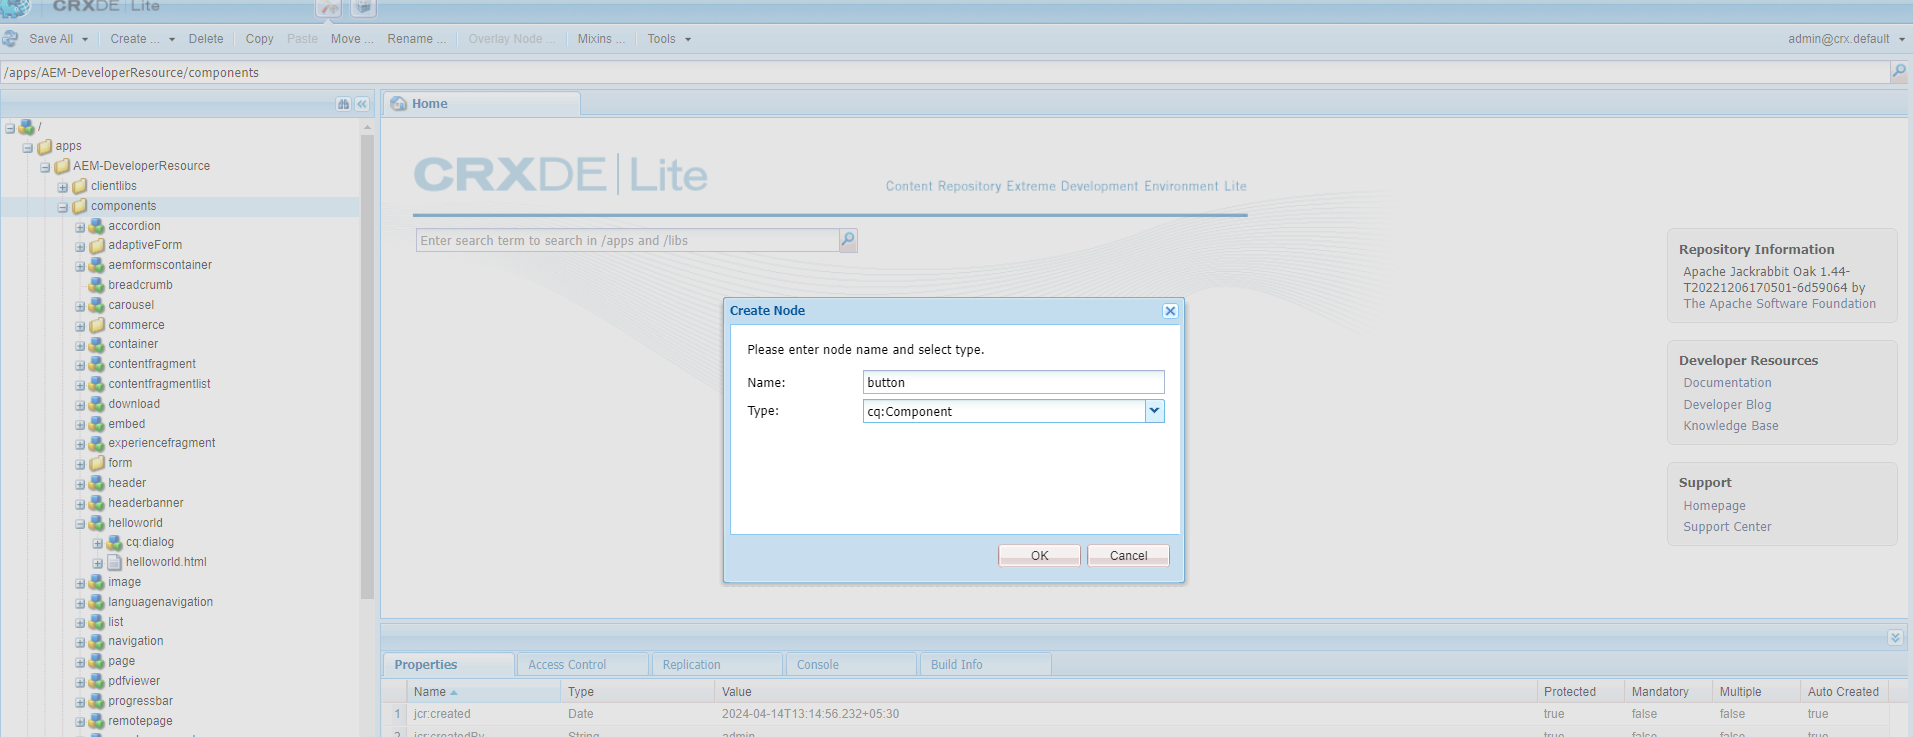 CRXDE | Lite
Save All Create ... Delete Copy Paste Move ... Rename ... Overlay Node ... Mixins ... Tools admin@crx.default
/apps/AEM-DeveloperResource/components
Home
/
apps
AEM-DeveloperResource
clientlibs
components
accordion
adaptiveForm
aemformscontainer
breadcrumb
carousel
commerce
container
contentfragment
contentfragmentlist
download
embed
experiencefragment
form
header
headerbanner
helloworld
cq:dialog
helloworld.html
image
languagenavigation
list
navigation
page
pdfviewer
progressbar
remotepage
CRXDE | Lite
Content Repository Extreme Development Environment Lite
Enter search term to search in /apps and /libs
Repository Information
Apache Jackrabbit Oak 1.44-
T20221206170501-6d59064 by
The Apache Software Foundation
Developer Resources
Documentation
Developer Blog
Knowledge Base
Support
Homepage
Support Center
Create Node
Please enter node name and select type.
Name: button
Type: cq:Component
OK Cancel
Properties Access Control Replication Console Build Info
Name Type Value Protected Mandatory Multiple Auto Created
1 jcr:created Date 2024-04-14T13:14:56.232+05:30 true false false true
2 jcr:createdBy String admin true false false true